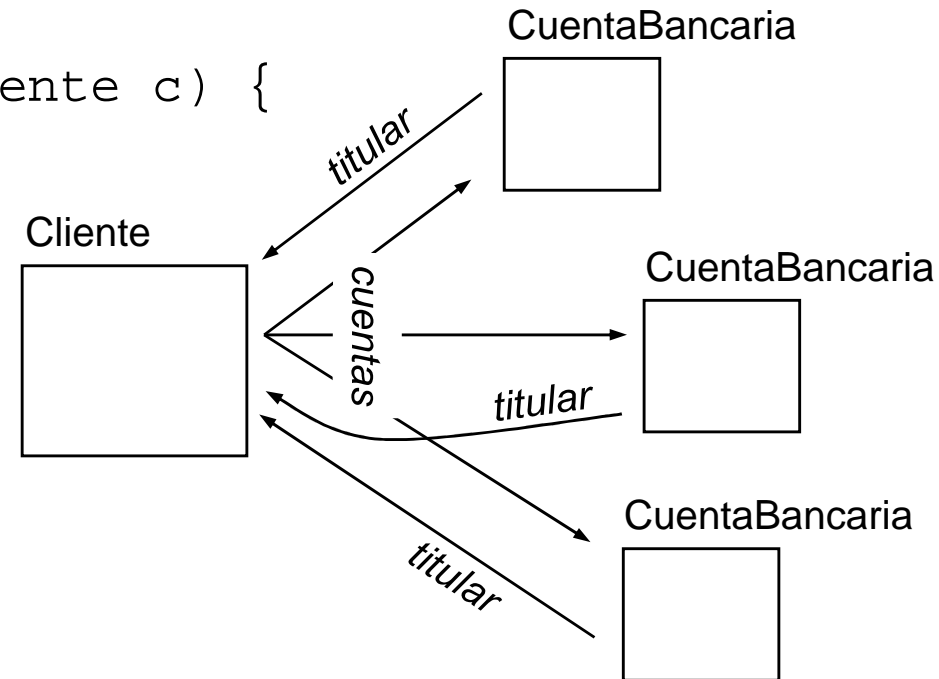 CuentaBancaria
ente c) {
titular
Cliente
cuentas
CuentaBancaria
titular
CuentaBancaria
titular